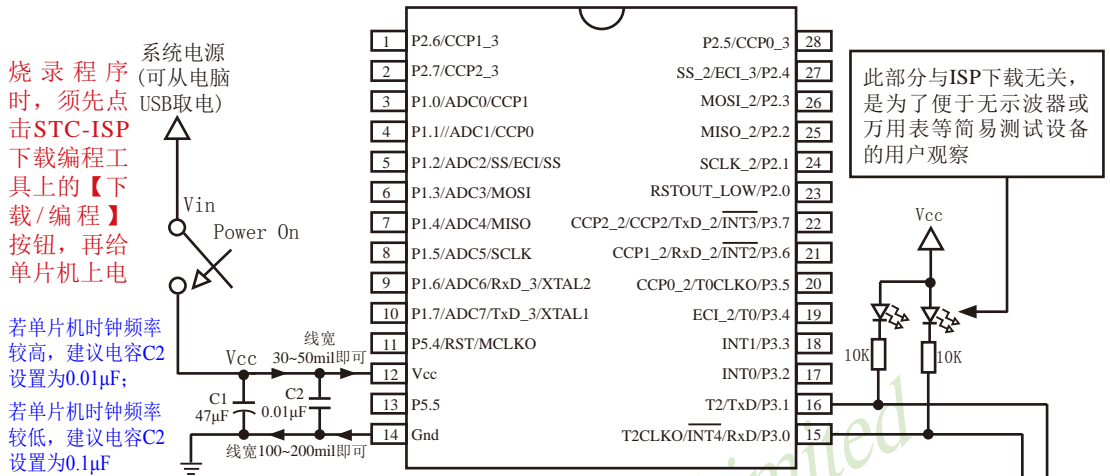 烧录程序
时，须先点
击STC-ISP
下载编程工
具上的【下
载/编程】
按钮，再给
单片机上电
系统电源
(可从电脑
USB取电)
Vin
Power On
若单片机时钟频率
较高，建议电容C2
设置为0.01μF；
若单片机时钟频率
较低，建议电容C2
设置为0.1μF
Vcc
线宽
30~50mil即可
C1
47μF
C2
0.01μF
线宽100~200mil即可
1 P2.6/CCP1_3
2 P2.7/CCP2_3
3 P1.0/ADC0/CCP1
4 P1.1//ADC1/CCP0
5 P1.2/ADC2/SS/ECI/SS
6 P1.3/ADC3/MOSI
7 P1.4/ADC4/MISO
8 P1.5/ADC5/SCLK
9 P1.6/ADC6/RxD_3/XTAL2
10 P1.7/ADC7/TxD_3/XTAL1
11 P5.4/RST/MCLKO
12 Vcc
13 P5.5
14 Gnd
P2.5/CCP0_3 28
SS_2/ECI_3/P2.4 27
MOSI_2/P2.3 26
MISO_2/P2.2 25
SCLK_2/P2.1 24
RSTOUT_LOW/P2.0 23
CCP2_2/CCP2/TxD_2/INT3/P3.7 22
CCP1_2/RxD_2/INT2/P3.6 21
CCP0_2/T0CLKO/P3.5 20
ECI_2/T0/P3.4 19
INT1/P3.3 18
INT0/P3.2 17
T2/TxD/P3.1 16
T2CLKO/INT4/RxD/P3.0 15
此部分与ISP下载无关，
是为了便于无示波器或
万用表等简易测试设备
的用户观察
Vcc
10K
10K
imited